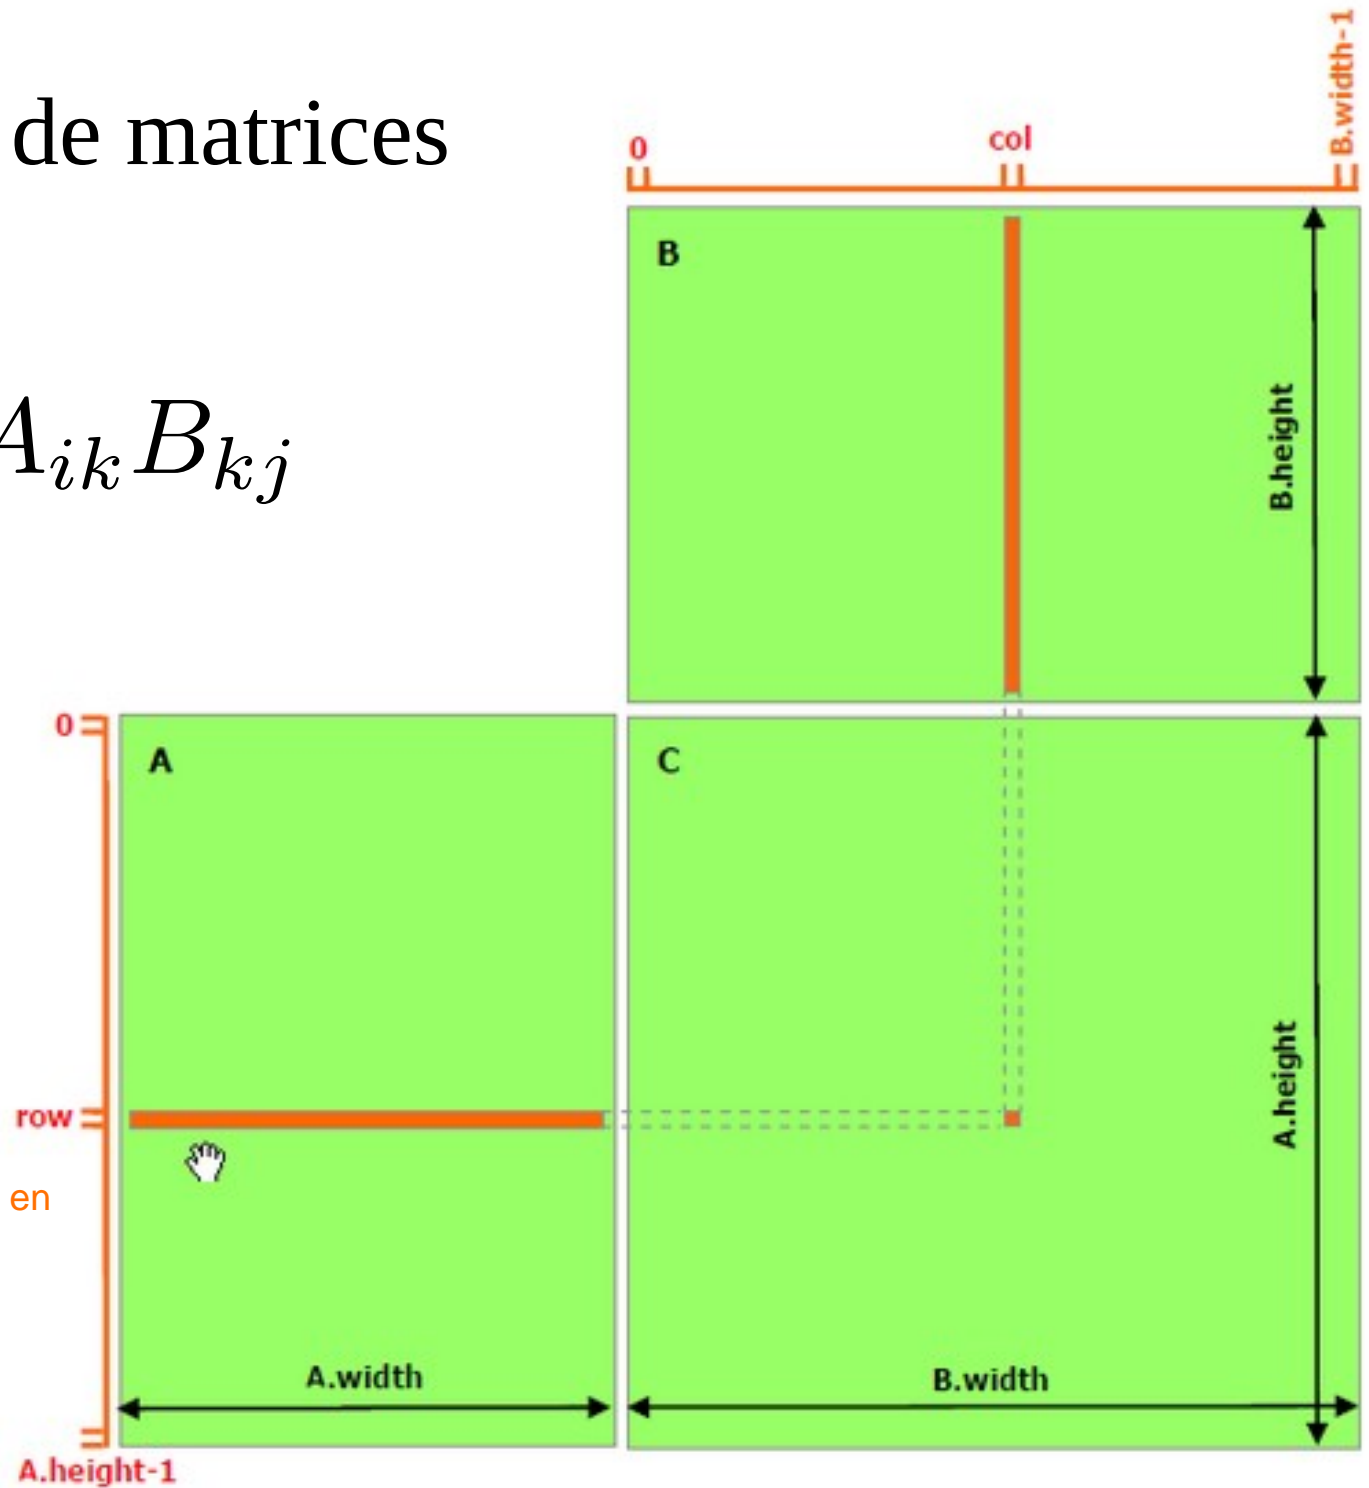 de matrices
B.width-1
0
col
B
B.height
A_{ik}B_{kj}
0
A
C
row
A.height
en
A.width
B.width
A.height-1